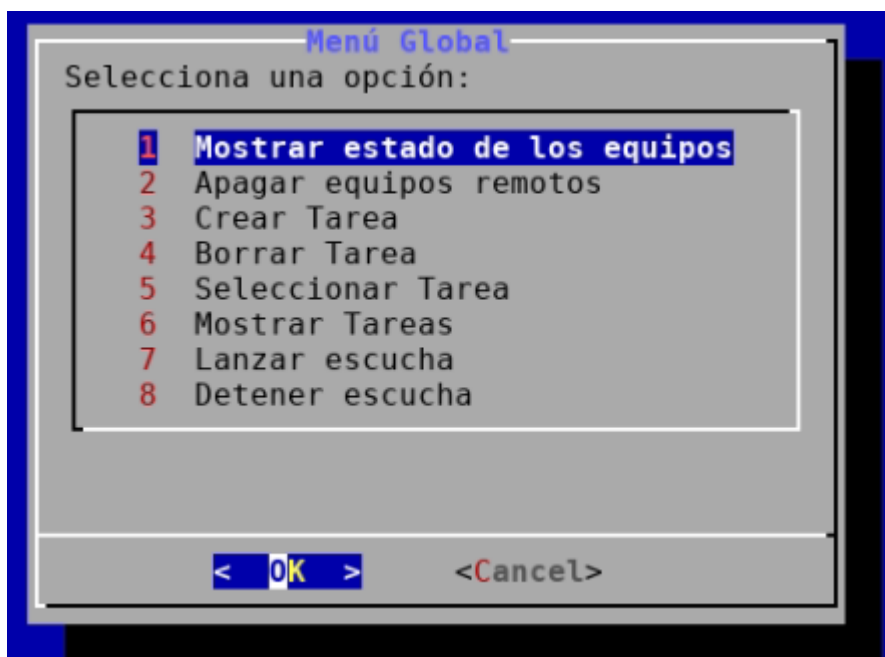 Menú Global
Selecciona una opción:
1 Mostrar estado de los equipos
2 Apagar equipos remotos
3 Crear Tarea
4 Borrar Tarea
5 Seleccionar Tarea
6 Mostrar Tareas
7 Lanzar escucha
8 Detener escucha
< OK > <Cancel>